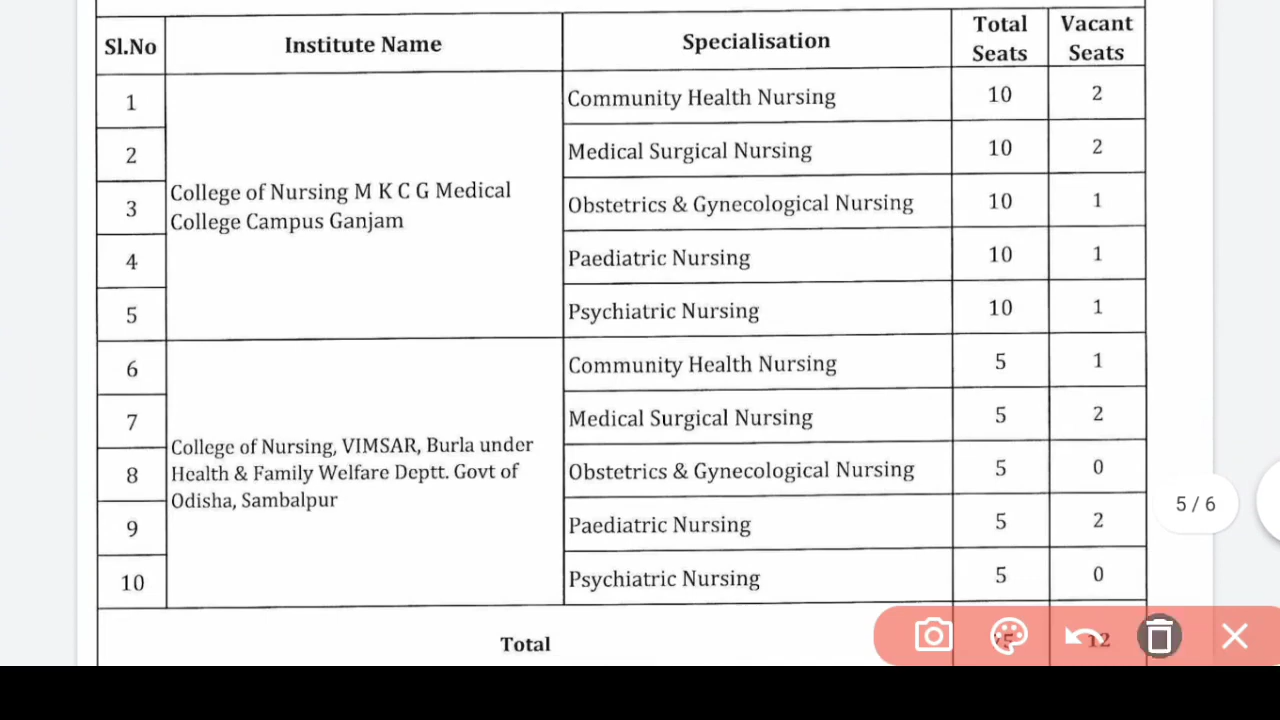 Sl.No Institute Name Specialisation Total Seats Vacant Seats
1 College of Nursing M K C G Medical College Campus Ganjam Community Health Nursing 10 2
2 Medical Surgical Nursing 10 2
3 Obstetrics & Gynecological Nursing 10 1
4 Paediatric Nursing 10 1
5 Psychiatric Nursing 10 1
6 College of Nursing, VIMSAR, Burla under Health & Family Welfare Deptt. Govt of Odisha, Sambalpur Community Health Nursing 5 1
7 Medical Surgical Nursing 5 2
8 Obstetrics & Gynecological Nursing 5 0
9 Paediatric Nursing 5 2
10 Psychiatric Nursing 5 0
Total 12
5 / 6